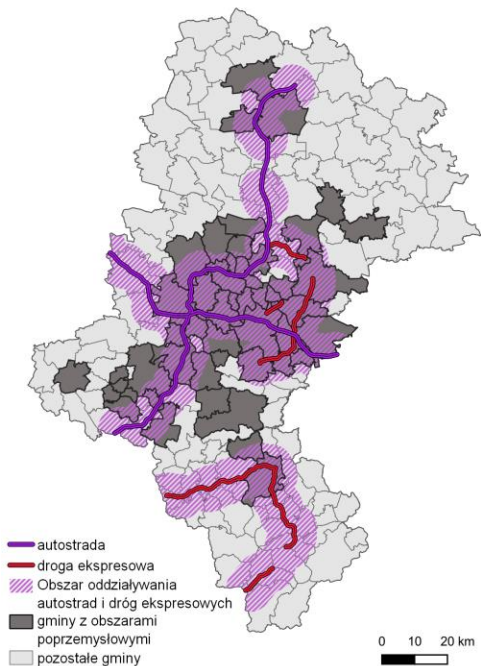 autostrada
droga ekspresowa
Obszar oddziaływania
autostrad i dróg ekspresowych
gminy z obszarami
poprzemysłowymi
pozostałe gminy
0 10 20 km